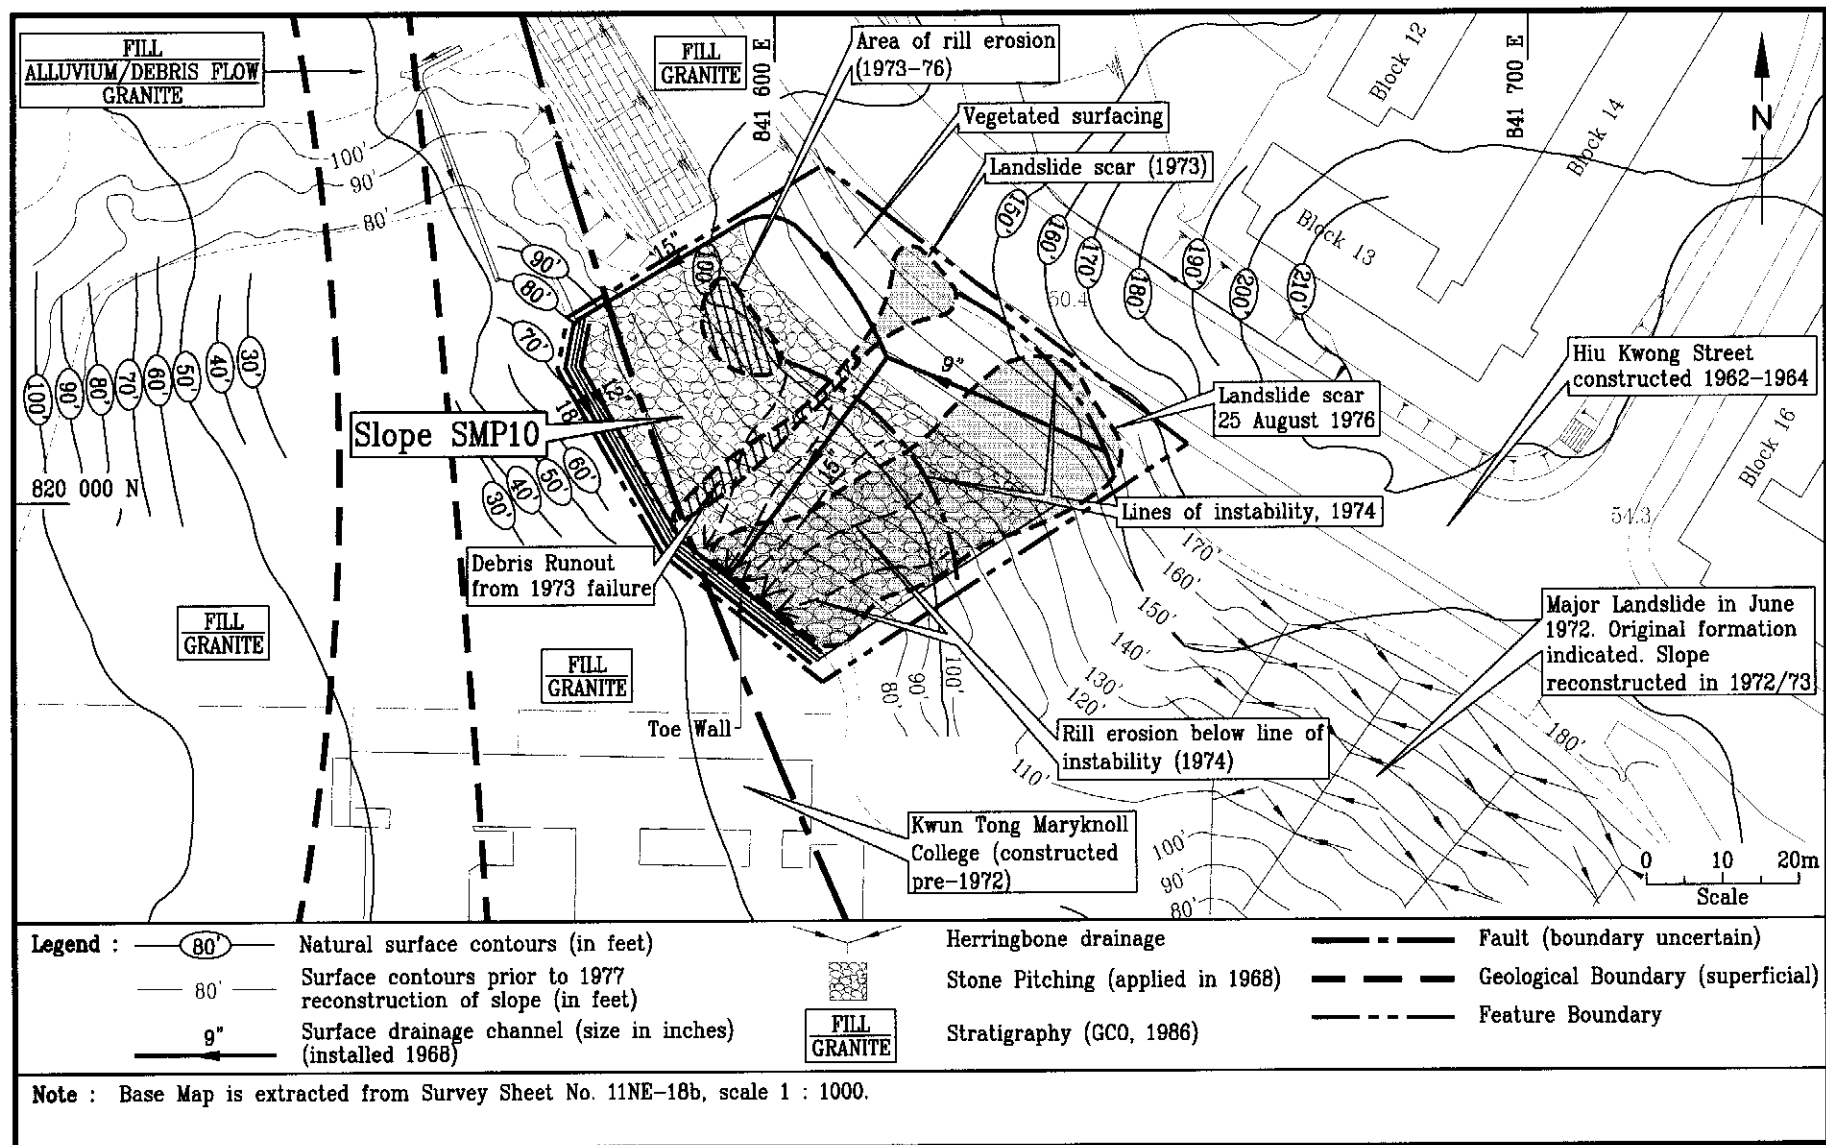 FILL
ALLUVIUM/DEBRIS FLOW
GRANITE
FILL
GRANITE
841 600 E
Area of rill erosion
(1973-76)
Vegetated surfacing
Landslide scar (1973)
Block 12
841 700 E
Block 14
N
Block 13
Block 16
100'
90'
80'
90'
80'
70'
15"
100'
150'
160'
170'
180'
190'
200'
210'
60.4
100'
90'
80'
70'
60'
50'
40'
30'
12"
18"
9"
15"
Slope SMP10
Hiu Kwong Street
constructed 1962-1964
Landslide scar
25 August 1976
820 000 N
30'
40'
50'
60'
Lines of instability, 1974
54.3
Debris Runout
from 1973 failure
170'
160'
150'
140'
130'
120'
110'
100'
90'
80'
Major Landslide in June
1972. Original formation
indicated. Slope
reconstructed in 1972/73
FILL
GRANITE
FILL
GRANITE
Toe Wall
80'
90'
100'
Rill erosion below line of
instability (1974)
180'
Kwun Tong Maryknoll
College (constructed
pre-1972)
0 10 20m
Scale
Legend :
80' Natural surface contours (in feet)
80' Surface contours prior to 1977
reconstruction of slope (in feet)
9" Surface drainage channel (size in inches)
(installed 1968)
Herringbone drainage
Stone Pitching (applied in 1968)
FILL
GRANITE
Stratigraphy (GCO, 1986)
Fault (boundary uncertain)
Geological Boundary (superficial)
Feature Boundary
Note : Base Map is extracted from Survey Sheet No. 11NE-18b, scale 1 : 1000.